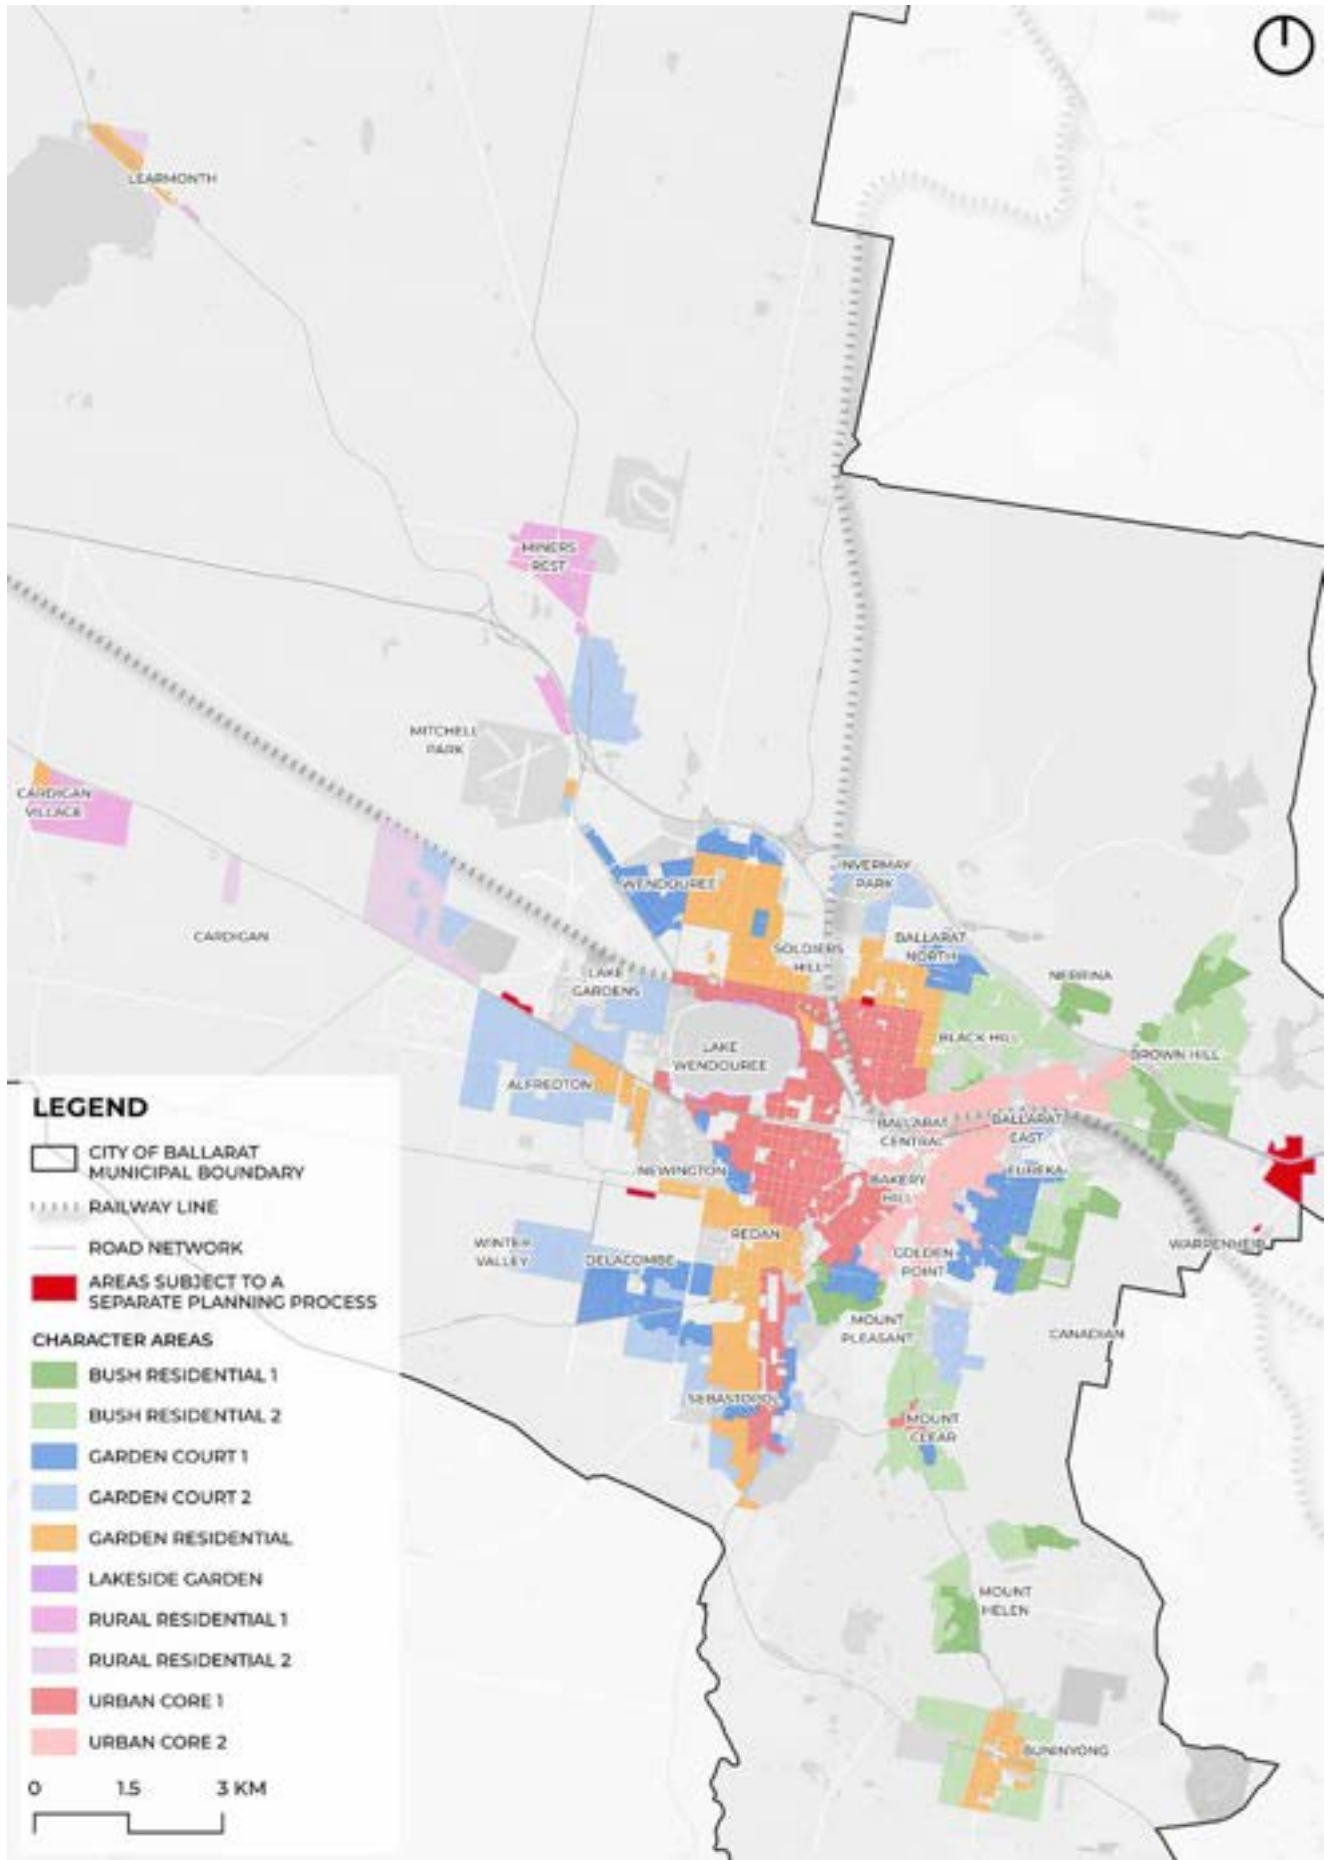 LEARMONTH
MINERS
REST
MITCHELL
PARK
CARDIGAN
VILLAGE
CARDIGAN
WENDOUREE
INVERMAY
PARK
SOLDIERS
HILL
BALLARAT
NORTH
NERRINA
LAKE
GARDENS
LAKE
WENDOUREE
BLACK HILL
BROWN HILL
ALFREDTON
BALLARAT
CENTRAL
BALLARAT
EAST
NEWINGTON
BAKERY
HILL
EUREKA
REDAN
WINTER
VALLEY
DELACOMBE
GOLDEN
POINT
WARRENHEIP
MOUNT
PLEASANT
CANADIAN
SEBASTOPOL
MOUNT
CLEAR
MOUNT
HELEN
BUNINYONG
LEGEND
CITY OF BALLARAT
MUNICIPAL BOUNDARY
RAILWAY LINE
ROAD NETWORK
AREAS SUBJECT TO A
SEPARATE PLANNING PROCESS
CHARACTER AREAS
BUSH RESIDENTIAL 1
BUSH RESIDENTIAL 2
GARDEN COURT 1
GARDEN COURT 2
GARDEN RESIDENTIAL
LAKESIDE GARDEN
RURAL RESIDENTIAL 1
RURAL RESIDENTIAL 2
URBAN CORE 1
URBAN CORE 2
0 1.5 3 KM